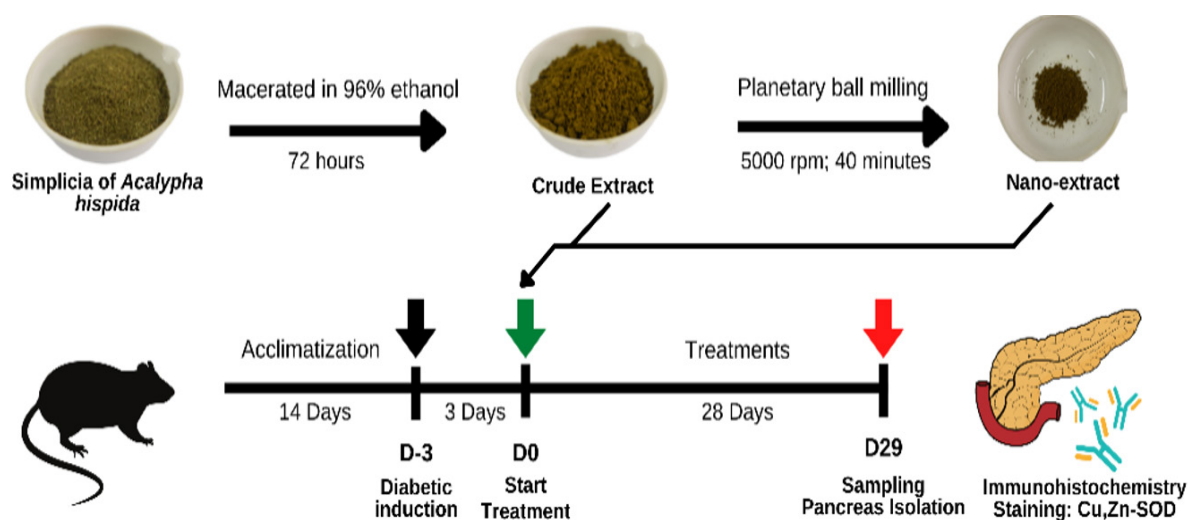 Macerated in 96% ethanol
72 hours
Planetary ball milling
5000 rpm; 40 minutes
Simplicia of Acalypha
hispida
Crude Extract
Nano-extract
Acclimatization
Treatments
14 Days
3 Days
28 Days
D-3
Diabetic
induction
D0
Start
Treatment
D29
Sampling
Pancreas Isolation
Immunohistochemistry
Staining: Cu,Zn-SOD